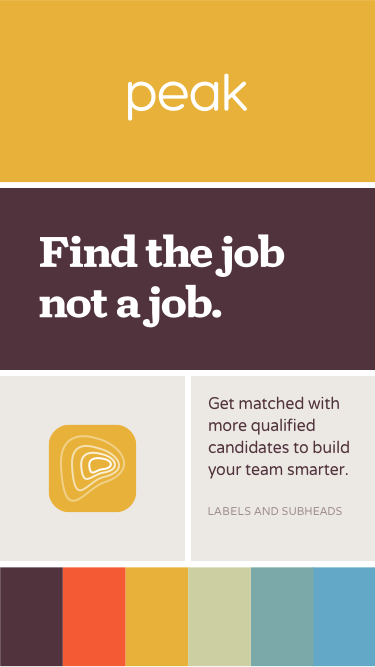 peak
Find the job
not a job.
Get matched with
more qualified
candidates to build
your team smarter.
LABELS AND SUBHEADS